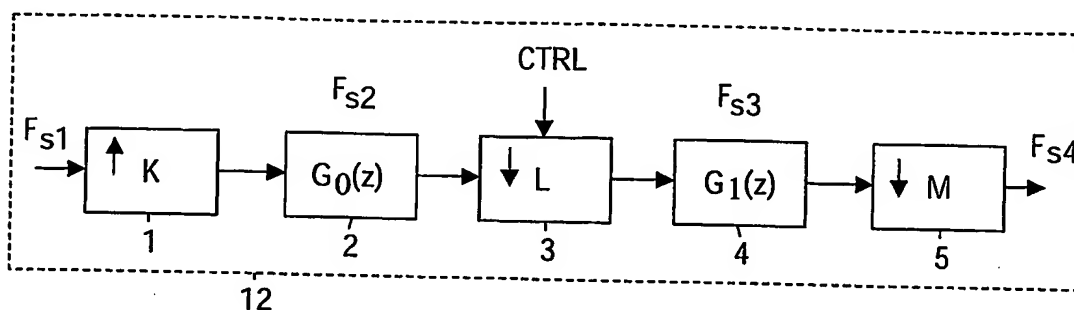 CTRL
Fs2
Fs3
Fs1
Fs4
↑ K
G0(z)
↓ L
G1(z)
↓ M
1
2
3
4
5
12